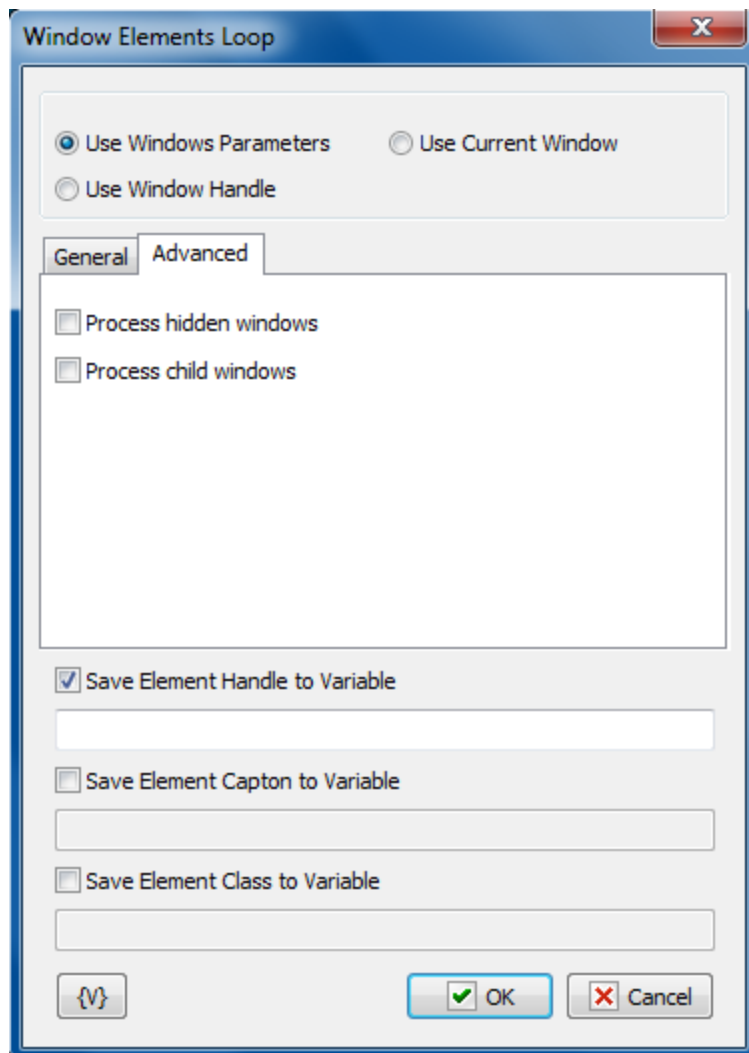 Window Elements Loop
Use Windows Parameters Use Current Window
Use Window Handle
General Advanced
Process hidden windows
Process child windows
Save Element Handle to Variable
Save Element Capton to Variable
Save Element Class to Variable
{V} OK Cancel